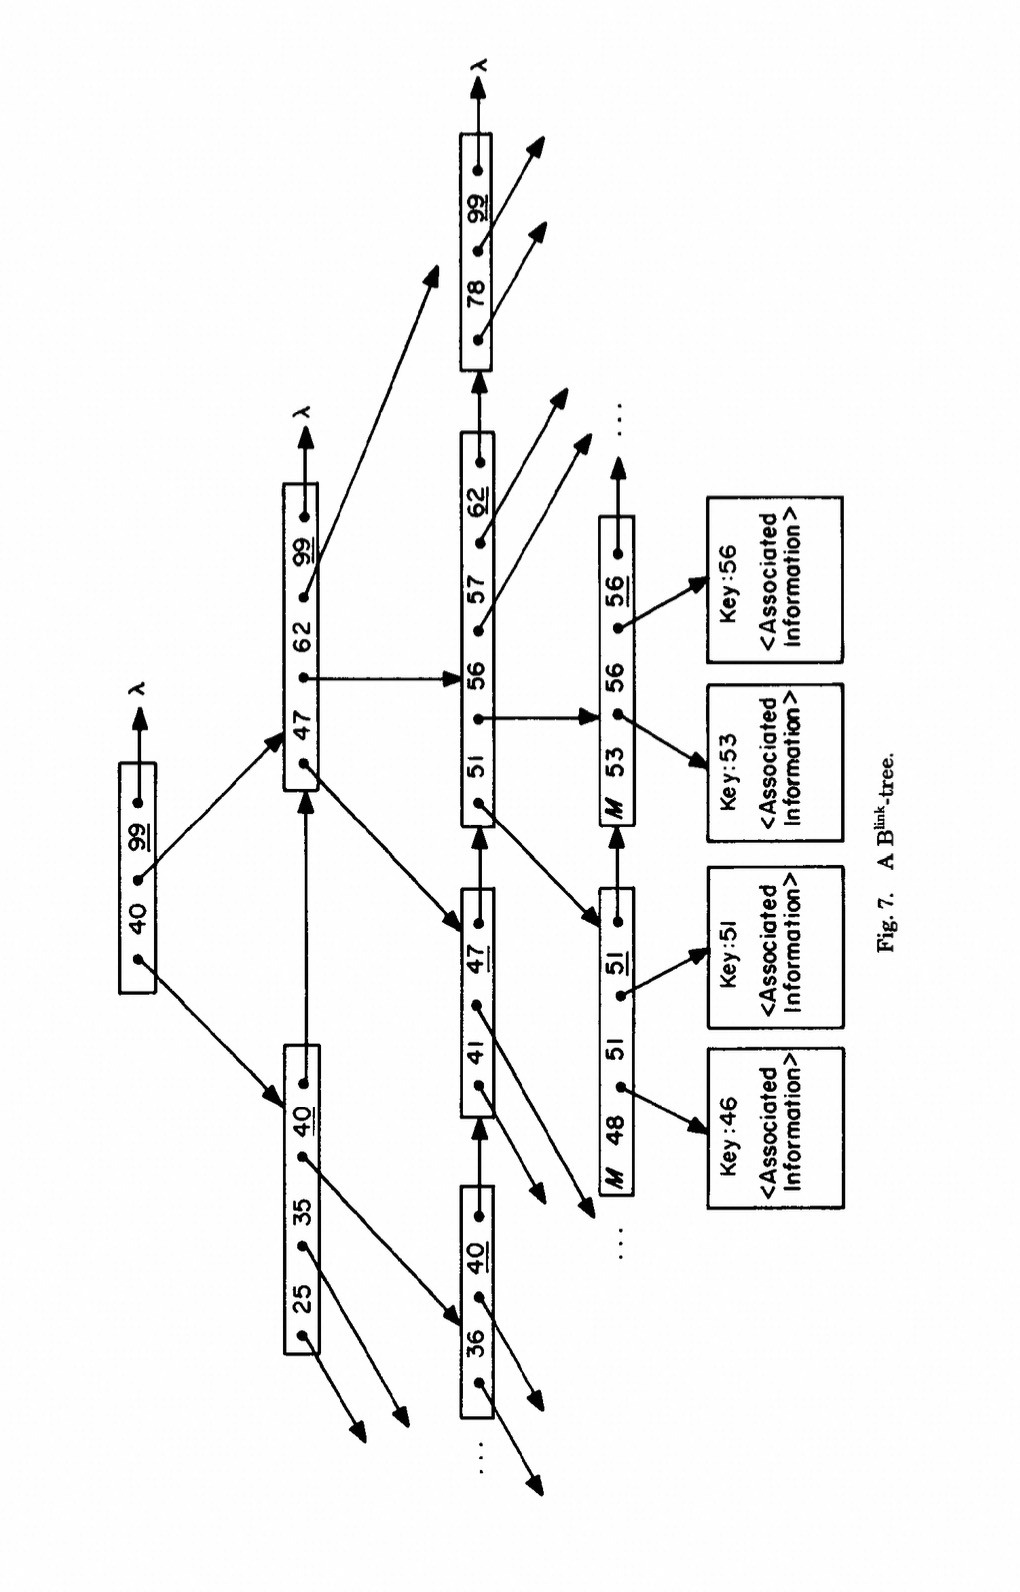 40 99 λ
25 35 40 47 62 99 λ
... 36 40 41 47 51 56 57 62 78 99 λ
... M 48 51 51 M 53 56 56 ...
Key:46
<Associated
Information>
Key:51
<Associated
Information>
Key:53
<Associated
Information>
Key:56
<Associated
Information>
Fig. 7. A Blink-tree.